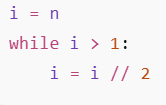 i = n
while i > 1:
    i = i // 2